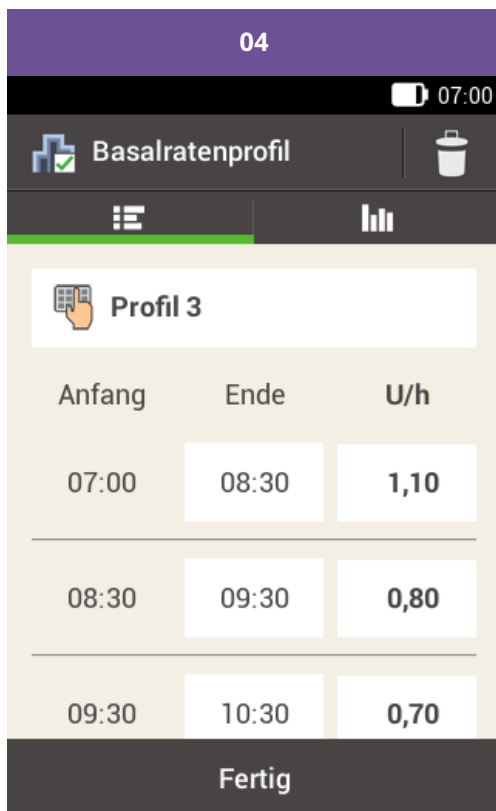 04
07:00
Basalratenprofil
Profil 3
Anfang Ende U/h
07:00 08:30 1,10
08:30 09:30 0,80
09:30 10:30 0,70
Fertig